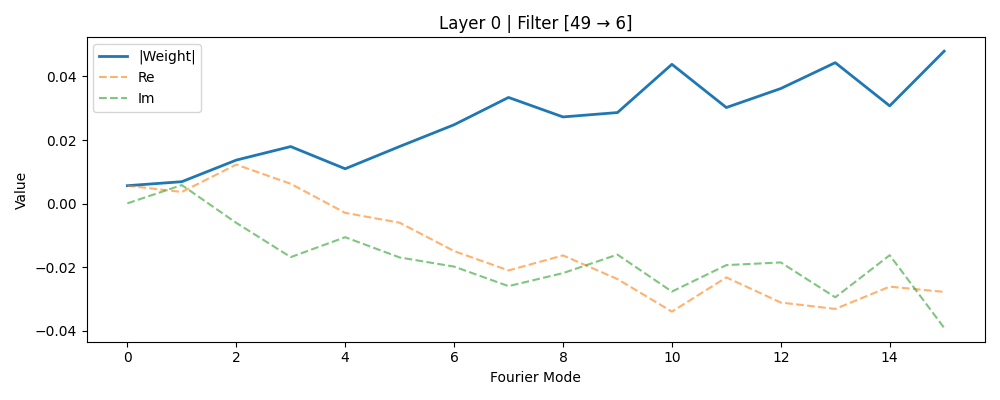 Layer 0 | Filter [49 → 6]
|Weight|
Re
Im
Value
0.04
0.02
0.00
−0.02
−0.04
0 2 4 6 8 10 12 14
Fourier Mode